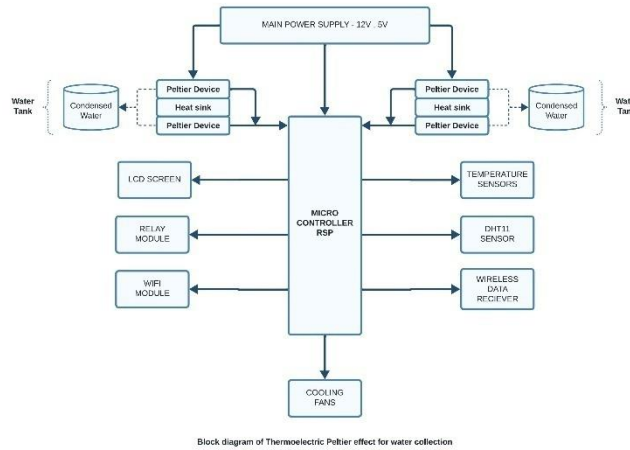 MAIN POWER SUPPLY - 12V . 5V
Water
Tank
Condensed
Water
Peltier Device
Heat sink
Peltier Device
Peltier Device
Heat sink
Peltier Device
Condensed
Water
Wat
Tank
LCD SCREEN
RELAY
MODULE
WIFI
MODULE
MICRO
CONTROLLER
RSP
TEMPERATURE
SENSORS
DHT11
SENSOR
WIRELESS
DATA
RECIEVER
COOLING
FANS
Block diagram of Thermoelectric Peltier effect for water collection